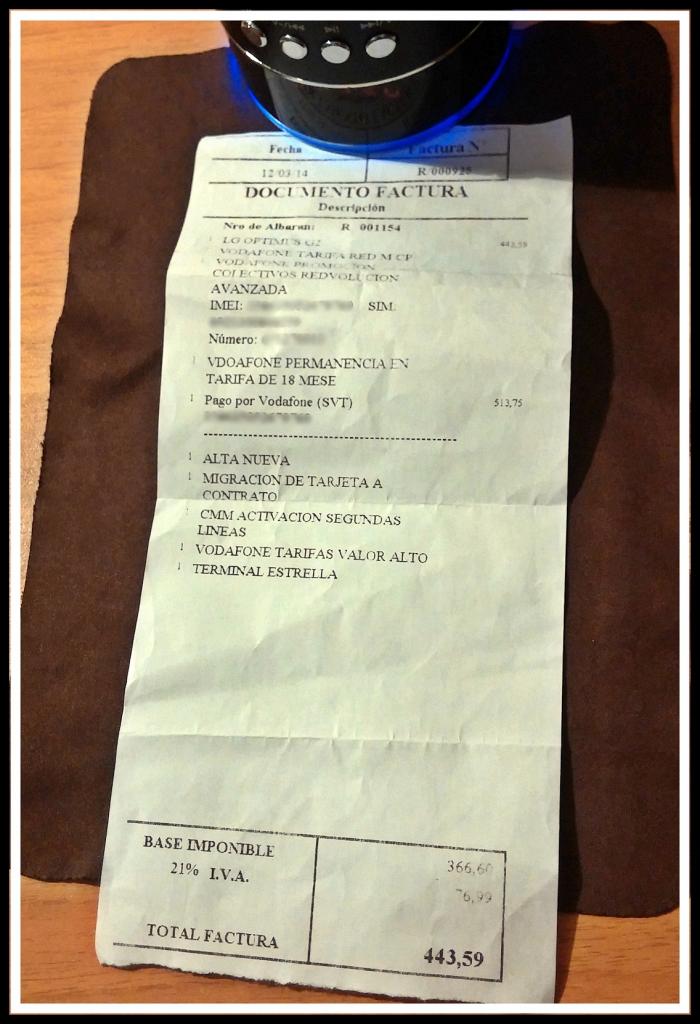 Fecha Factura Nº
12/03/14 R/000925
DOCUMENTO FACTURA
Descripción
Nro de Albaran: R 001154
1 LG OPTIMUS G2 443,59
VODAFONE TARIFA RED M CP
VODAFONE PROMOCION
COLECTIVOS REDVOLUCION
AVANZADA
IMEI: SIM:
Número:
1 VDOAFONE PERMANENCIA EN
TARIFA DE 18 MESE
1 Pago por Vodafone (SVT) 513,75
1 ALTA NUEVA
1 MIGRACION DE TARJETA A
CONTRATO
1 CMM ACTIVACION SEGUNDAS
LINEAS
1 VODAFONE TARIFAS VALOR ALTO
1 TERMINAL ESTRELLA
BASE IMPONIBLE 366,60
21% I.V.A. 76,99
TOTAL FACTURA 443,59